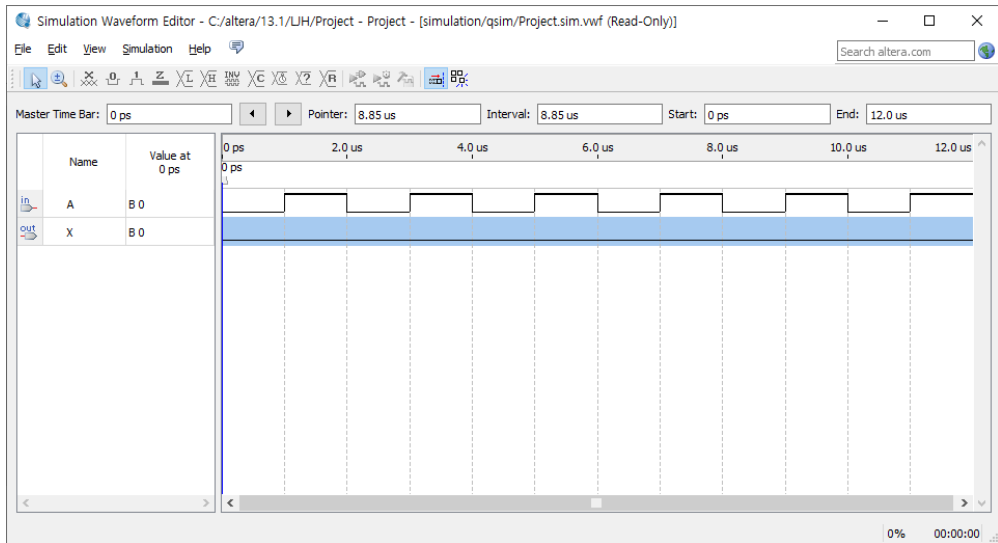 Simulation Waveform Editor - C:/altera/13.1/LJH/Project - Project - [simulation/qsim/Project.sim.vwf (Read-Only)]
File Edit View Simulation Help
Search altera.com
Master Time Bar: 0 ps Pointer: 8.85 us Interval: 8.85 us Start: 0 ps End: 12.0 us
Name Value at 0 ps
0 ps 2.0 us 4.0 us 6.0 us 8.0 us 10.0 us 12.0 us
0 ps
in A B 0
out X B 0
0% 00:00:00